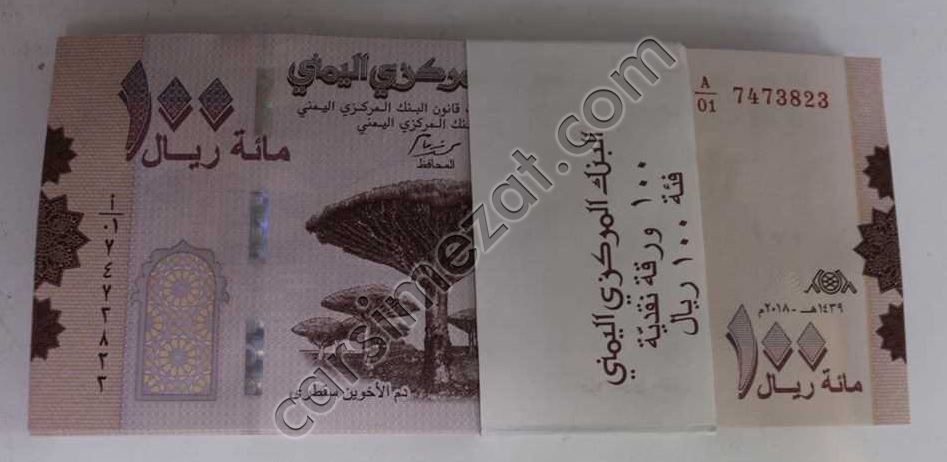 ١٠٠
مائة ريال
المركزي اليمني
قانون البنك المركزي اليمني
المركزي اليمني
المحافظ
أ/٠١ ٧٤٧٣٨٢٣
دم الأخوين سقطرى
البنك المركزي اليمني
١٠٠ ورقة نقدية
فئة ١٠٠ ريال
A/01 7473823
١٤٣٩هـ - ٢٠١٨م
١٠٠
مائة ريال
carsimezat.com